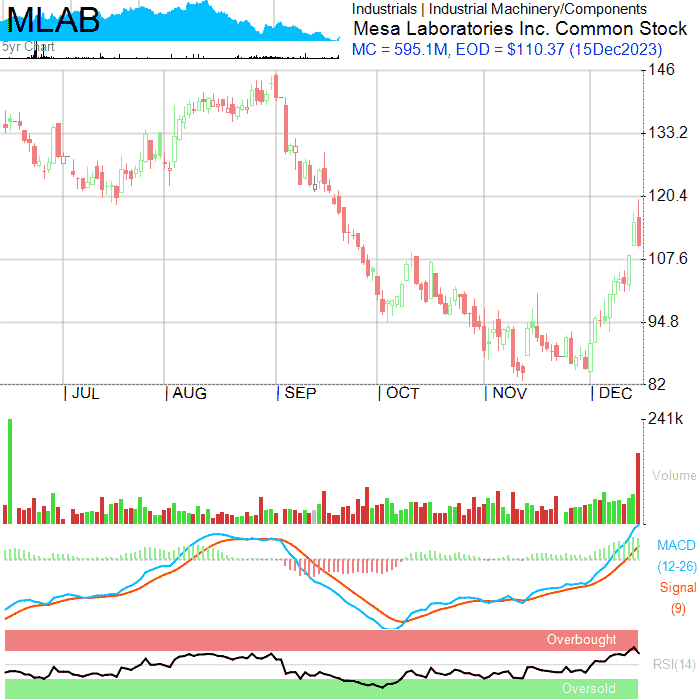 MLAB
5yr Chart
Industrials | Industrial Machinery/Components
Mesa Laboratories Inc. Common Stock
MC = 595.1M, EOD = $110.37 (15Dec2023)
146
133.2
120.4
107.6
94.8
82
| JUL | AUG | SEP | OCT | NOV | DEC
241k
Volume
MACD
(12-26)
Signal
(9)
Overbought
RSI(14)
Oversold